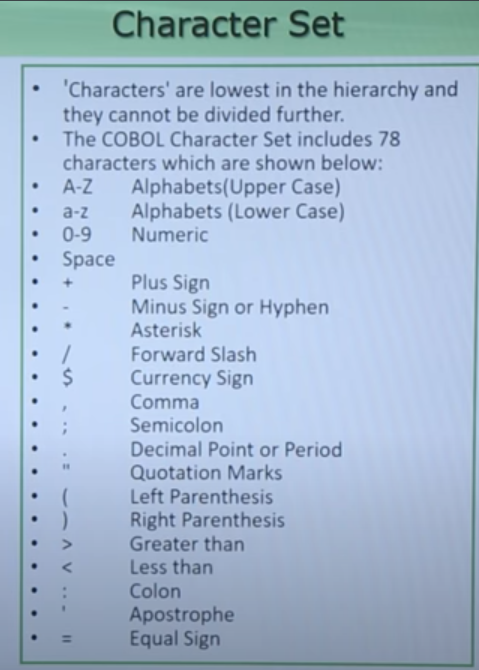 Character Set
• 'Characters' are lowest in the hierarchy and
they cannot be divided further.
• The COBOL Character Set includes 78
characters which are shown below:
• A-Z Alphabets(Upper Case)
• a-z Alphabets (Lower Case)
• 0-9 Numeric
• Space
• + Plus Sign
• - Minus Sign or Hyphen
• * Asterisk
• / Forward Slash
• $ Currency Sign
• , Comma
• ; Semicolon
• . Decimal Point or Period
• " Quotation Marks
• ( Left Parenthesis
• ) Right Parenthesis
• > Greater than
• < Less than
• : Colon
• ' Apostrophe
• = Equal Sign